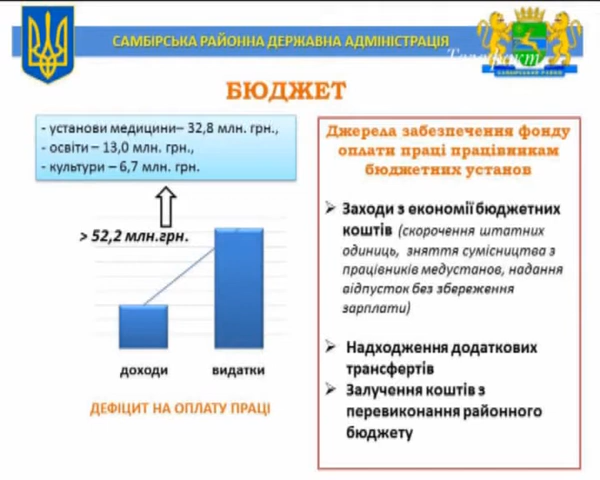 САМБІРСЬКА РАЙОННА ДЕРЖАВНА АДМІНІСТРАЦІЯ
САМБІРСЬКИЙ РАЙОН
БЮДЖЕТ
- установи медицини– 32,8 млн. грн.,
- освіти – 13,0 млн. грн.,
- культури – 6,7 млн. грн.
> 52,2 млн.грн.
доходи
видатки
ДЕФІЦИТ НА ОПЛАТУ ПРАЦІ
Джерела забезпечення фонду
оплати праці працівникам
бюджетних установ
➢ Заходи з економії бюджетних
коштів (скорочення штатних
одиниць, зняття сумісництва з
працівників медустанов, надання
відпусток без збереження
зарплати)
➢ Надходження додаткових
трансфертів
➢ Залучення коштів з
перевиконання районного
бюджету